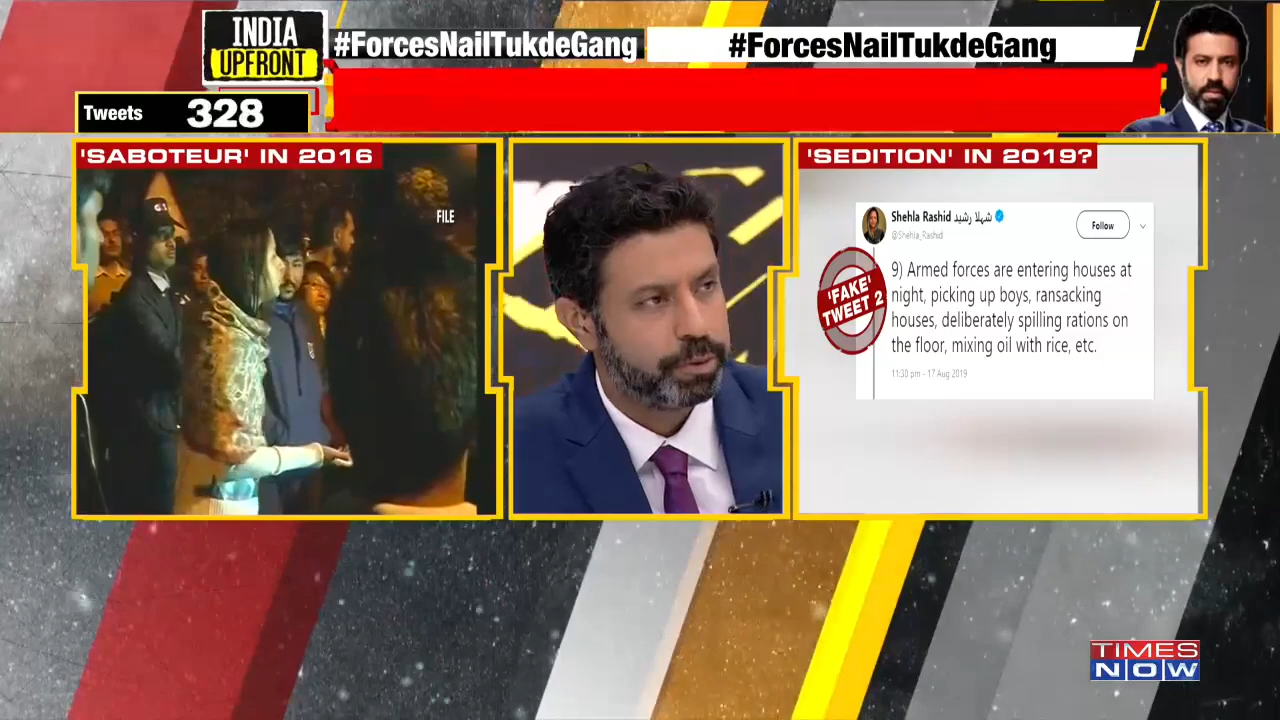 INDIA
UPFRONT
#ForcesNailTukdeGang
#ForcesNailTukdeGang
Tweets 328
'SABOTEUR' IN 2016
FILE
'SEDITION' IN 2019?
Shehla Rashid شہلا رشید
@Shehla_Rashid
Follow
'FAKE'
TWEET 2
9) Armed forces are entering houses at
night, picking up boys, ransacking
houses, deliberately spilling rations on
the floor, mixing oil with rice, etc.
11:30 pm - 17 Aug 2019
TIMES
NOW